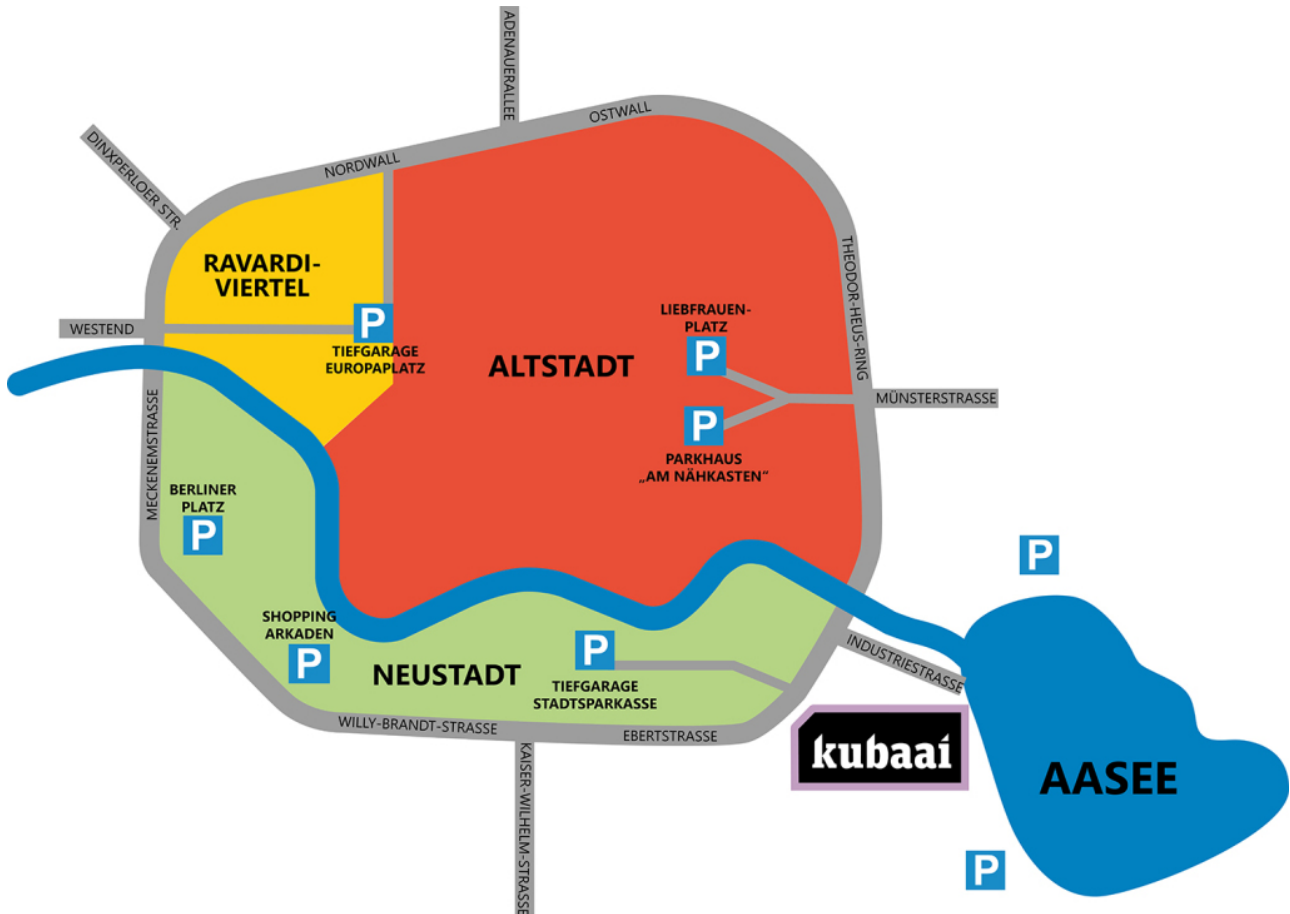 ADENAUERALLEE
OSTWALL
NORDWALL
DINXPERLOER STR.
RAVARDI-
VIERTEL
THEODOR-HEUS-RING
WESTEND
P
TIEFGARAGE
EUROPAPLATZ
LIEBFRAUEN-
PLATZ
P
ALTSTADT
MÜNSTERSTRASSE
P
PARKHAUS
„AM NÄHKASTEN“
MECKENEMSTRASSE
BERLINER
PLATZ
P
P
SHOPPING
ARKADEN
P
NEUSTADT
P
TIEFGARAGE
STADTSPARKASSE
INDUSTRIESTRASSE
WILLY-BRANDT-STRASSE
EBERTSTRASSE
KAISER-WILHELM-STRASSE
kubaai
AASEE
P